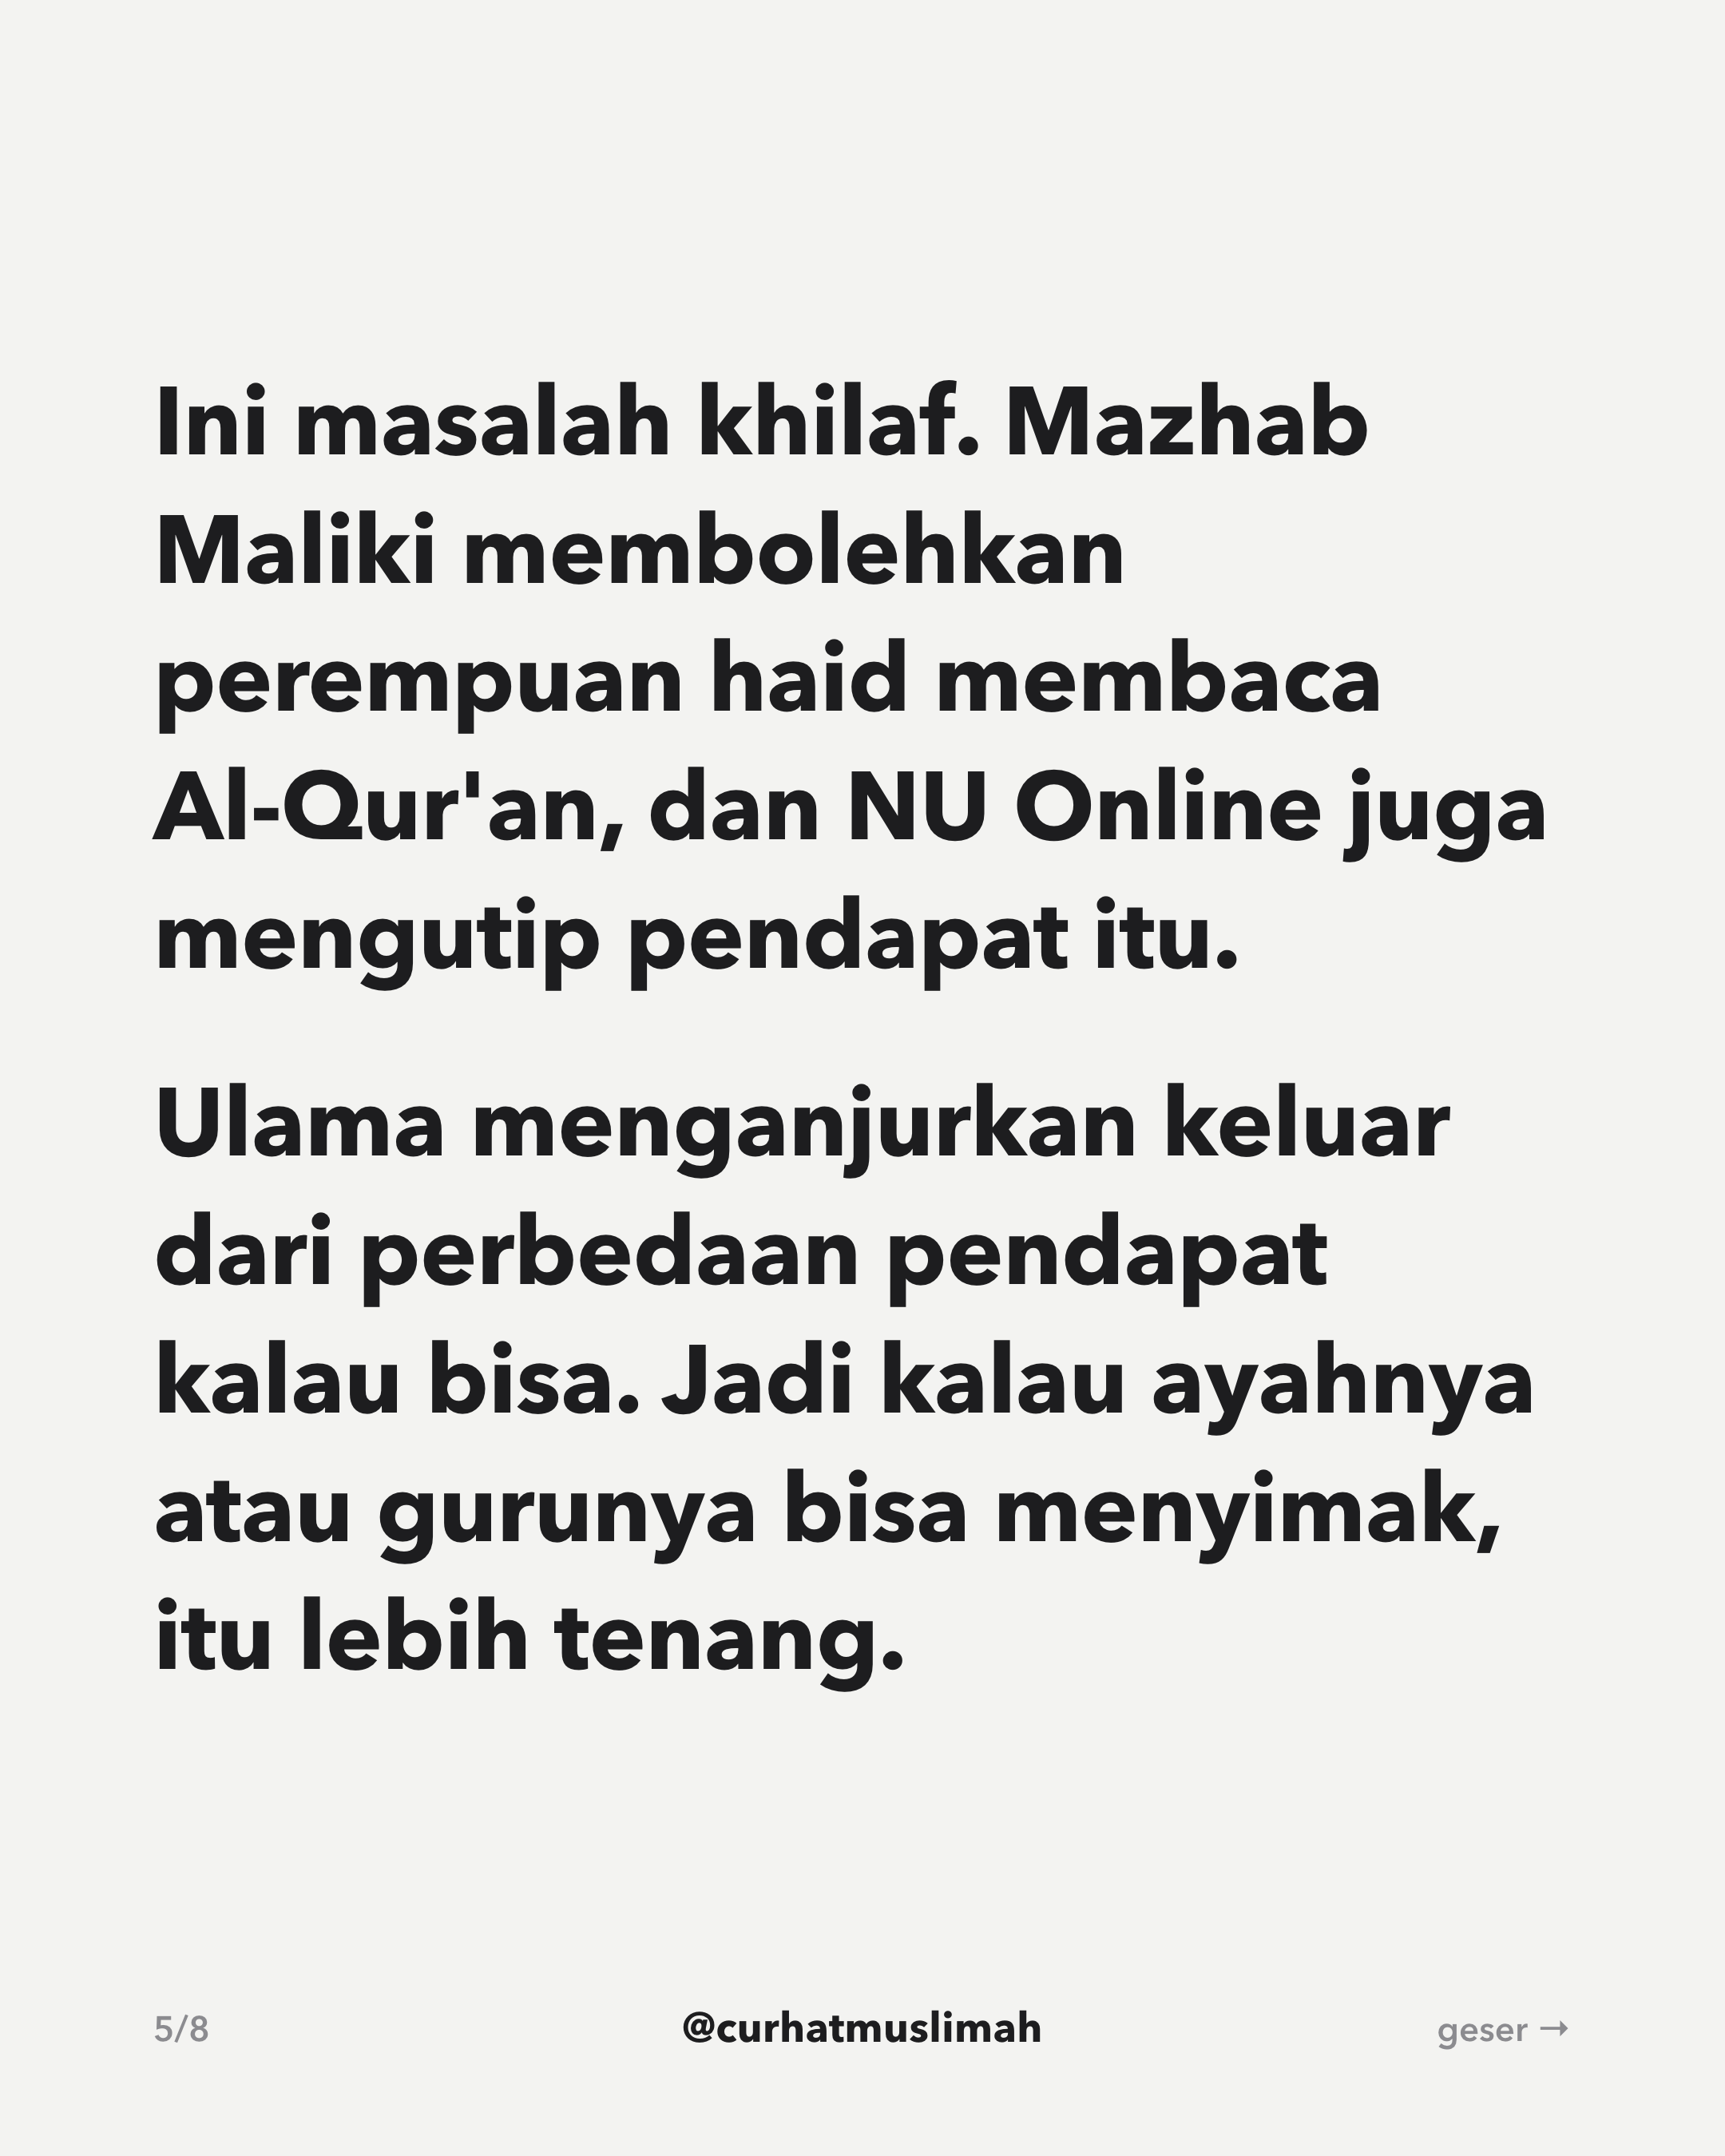 Ini masalah khilaf. Mazhab
Maliki membolehkan
perempuan haid membaca
Al-Qur'an, dan NU Online juga
mengutip pendapat itu.
Ulama menganjurkan keluar
dari perbedaan pendapat
kalau bisa. Jadi kalau ayahnya
atau gurunya bisa menyimak,
itu lebih tenang.
5/8
@curhatmuslimah
geser →